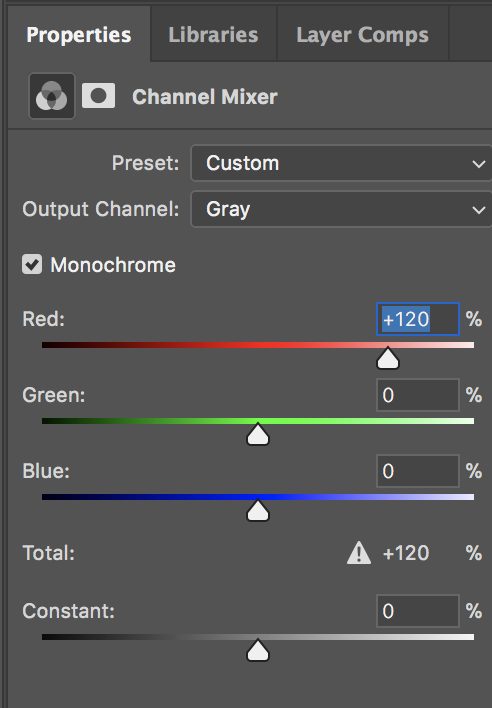 Properties Libraries Layer Comps
Channel Mixer
Preset: Custom
Output Channel: Gray
Monochrome
Red: +120 %
Green: 0 %
Blue: 0 %
Total: +120 %
Constant: 0 %